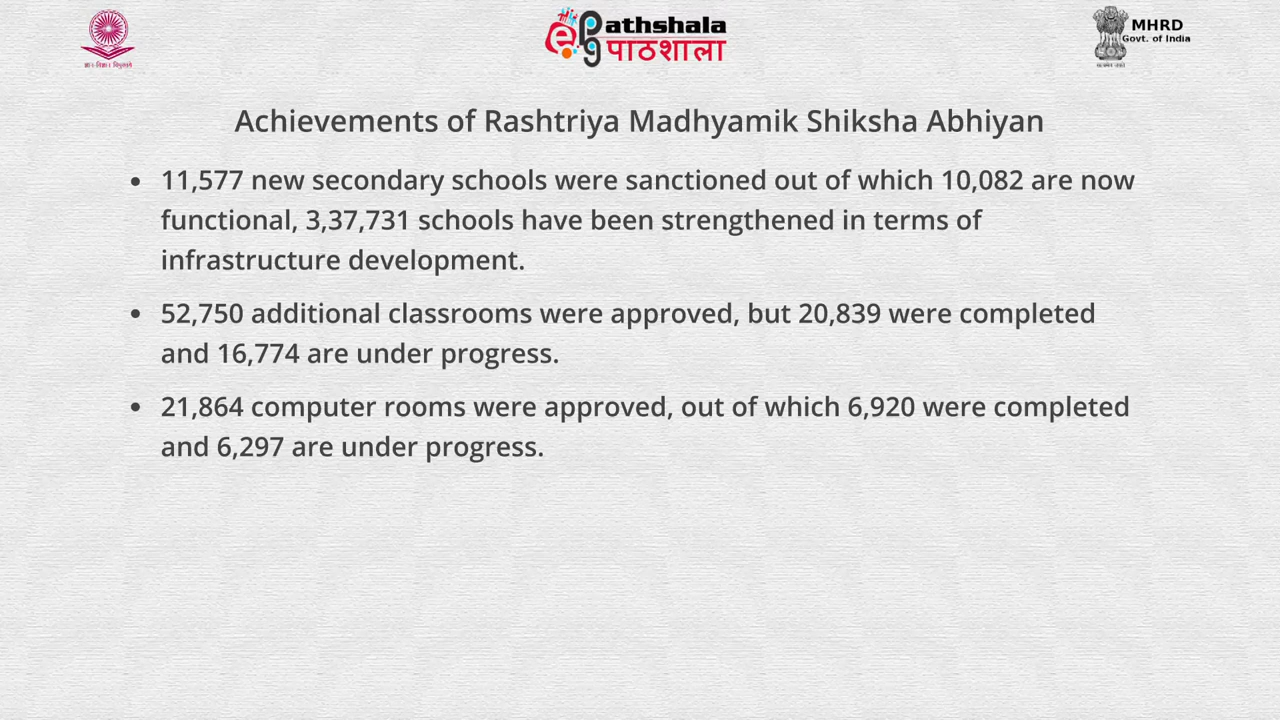 Pathshala
पाठशाला
MHRD
Govt. of India
Achievements of Rashtriya Madhyamik Shiksha Abhiyan
• 11,577 new secondary schools were sanctioned out of which 10,082 are now
functional, 3,37,731 schools have been strengthened in terms of
infrastructure development.
• 52,750 additional classrooms were approved, but 20,839 were completed
and 16,774 are under progress.
• 21,864 computer rooms were approved, out of which 6,920 were completed
and 6,297 are under progress.